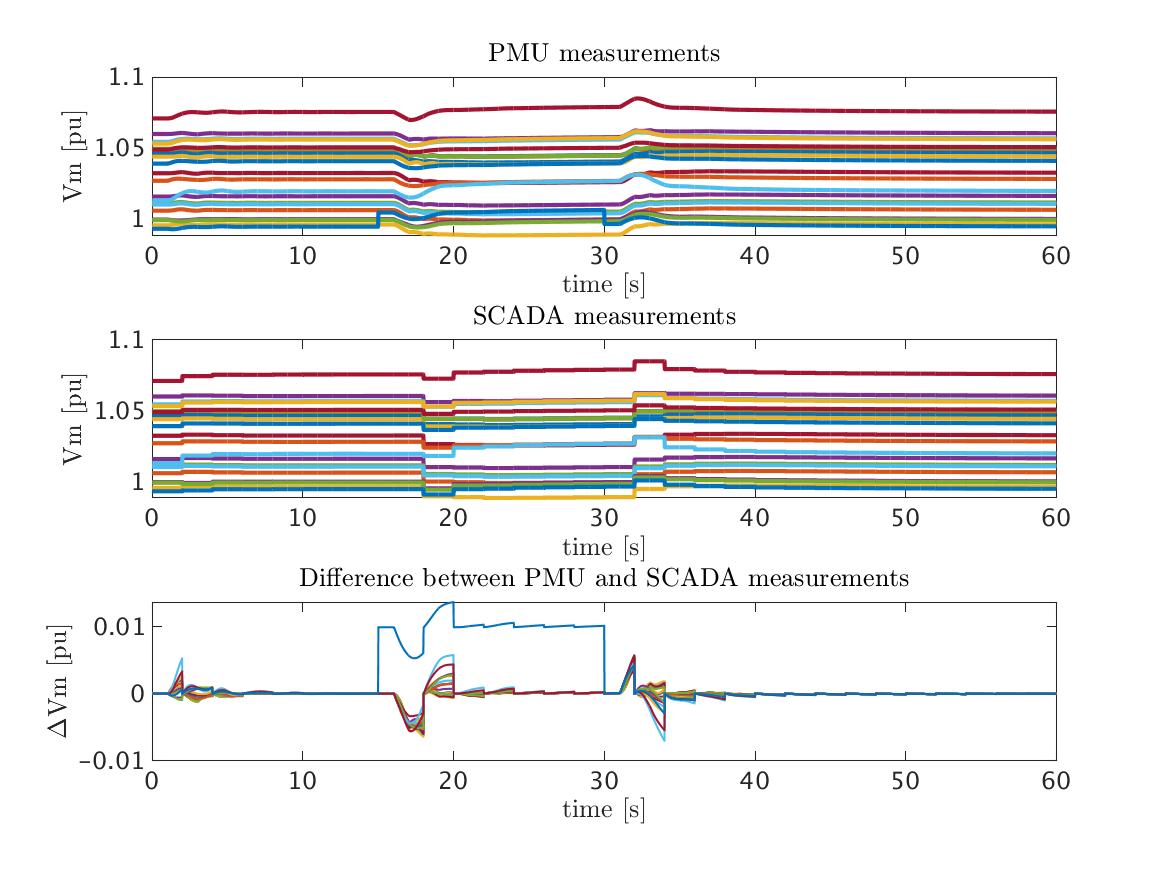 PMU measurements
1.1
1.05
1
Vm [pu]
0 10 20 30 40 50 60
time [s]
SCADA measurements
1.1
1.05
1
Vm [pu]
0 10 20 30 40 50 60
time [s]
Difference between PMU and SCADA measurements
0.01
0
−0.01
ΔVm [pu]
0 10 20 30 40 50 60
time [s]